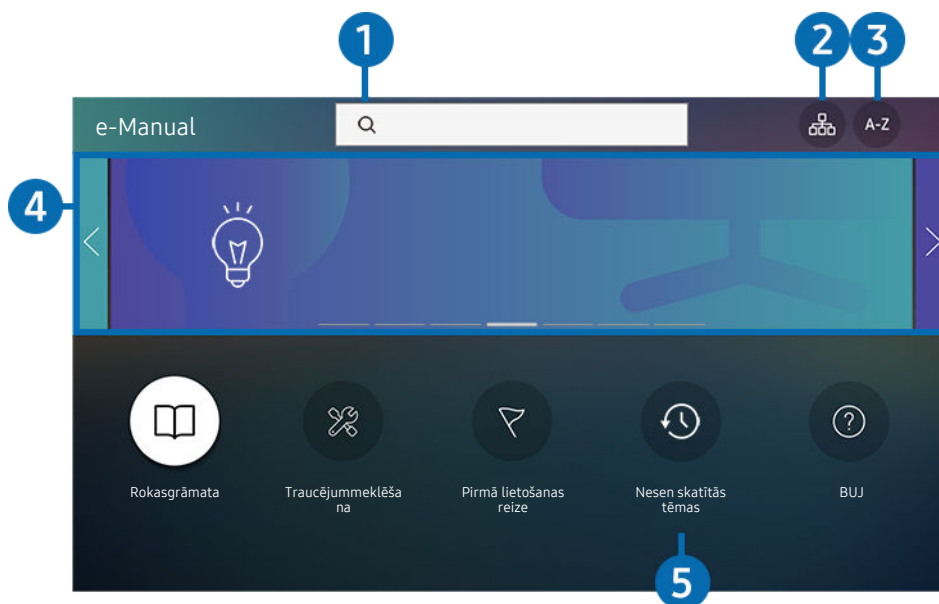 1
2
3
e-Manual
A-Z
4
Rokasgrāmata
Traucējummeklēša
na
Pirmā lietošanas
reize
Nesen skatītās
tēmas
BUJ
5